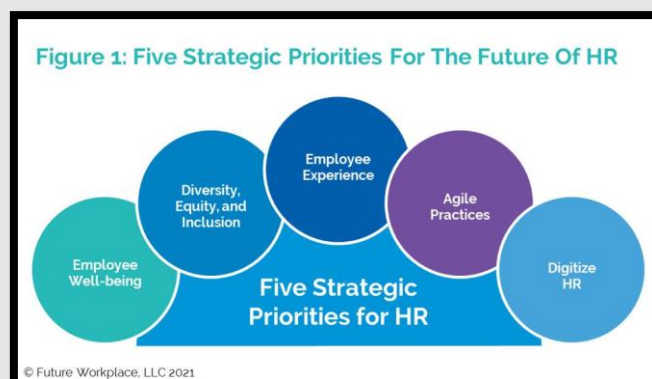 Figure 1: Five Strategic Priorities For The Future Of HR
Employee
Well-being
Diversity,
Equity, and
Inclusion
Employee
Experience
Agile
Practices
Digitize
HR
Five Strategic
Priorities for HR
© Future Workplace, LLC 2021